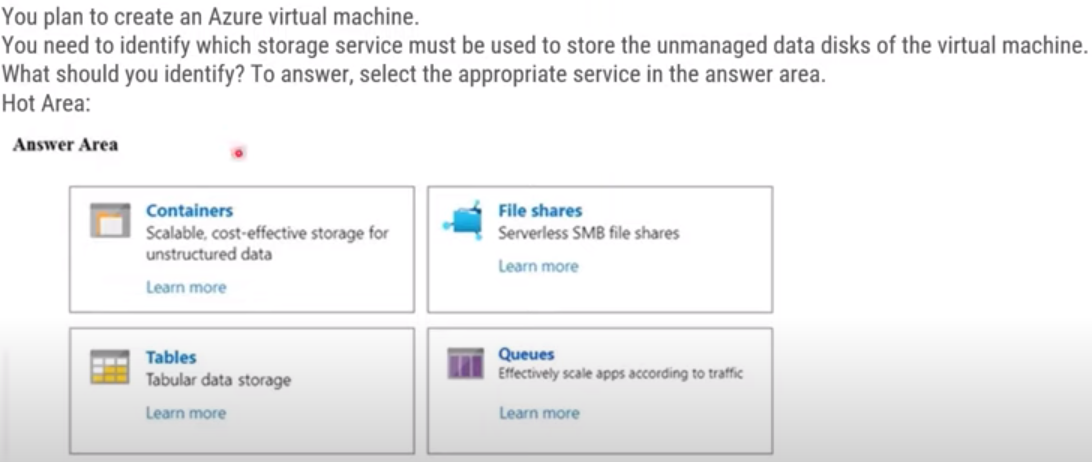 You plan to create an Azure virtual machine.
You need to identify which storage service must be used to store the unmanaged data disks of the virtual machine.
What should you identify? To answer, select the appropriate service in the answer area.
Hot Area:
Answer Area
Containers
Scalable, cost-effective storage for
unstructured data
Learn more
File shares
Serverless SMB file shares
Learn more
Tables
Tabular data storage
Learn more
Queues
Effectively scale apps according to traffic
Learn more